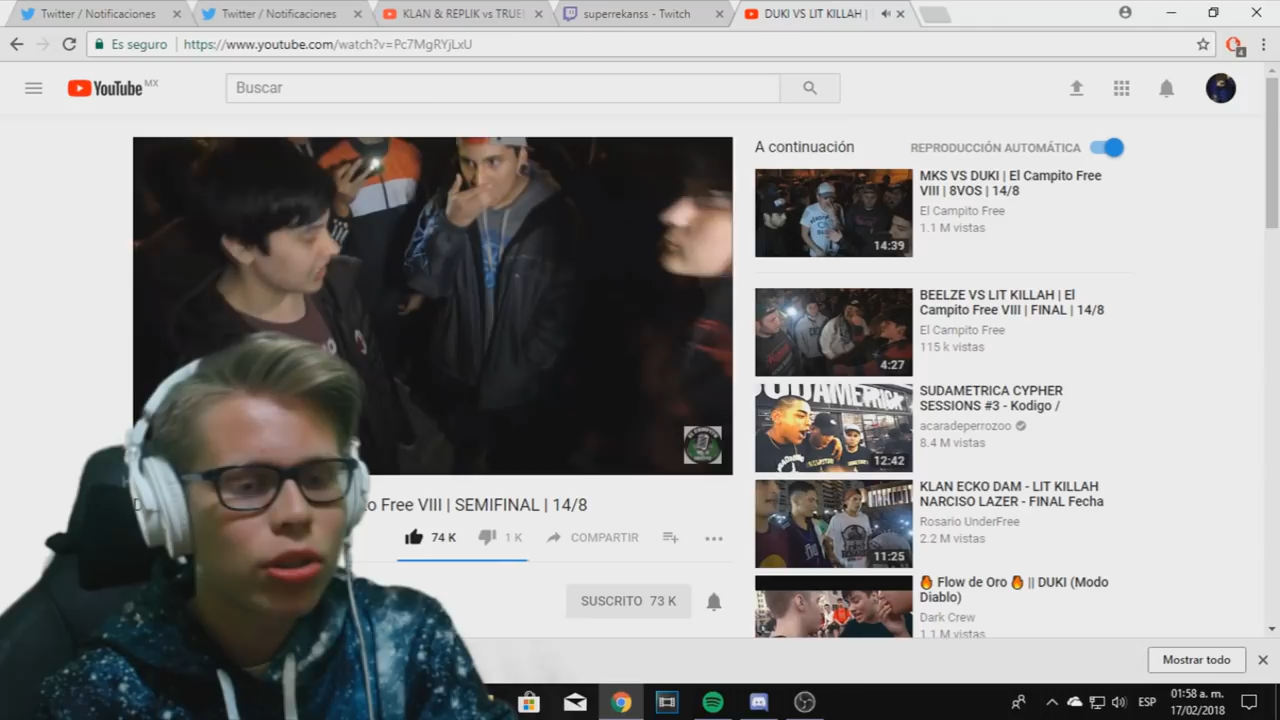 Twitter / Notificaciones
Twitter / Notificaciones
KLAN & REPLIK vs TRUE
superrekanss - Twitch
DUKI VS LIT KILLAH |
Es seguro
https://www.youtube.com/watch?v=Pc7MgRYjLxU
4
YouTube MX
Buscar
A continuación
REPRODUCCIÓN AUTOMÁTICA
MKS VS DUKI | El Campito Free
VIII | 8VOS | 14/8
El Campito Free
1.1 M vistas
14:39
BEELZE VS LIT KILLAH | El
Campito Free VIII | FINAL | 14/8
El Campito Free
115 k vistas
4:27
SUDAMETRICA CYPHER
SESSIONS #3 - Kodigo /
acaradeperrozoo
8.4 M vistas
12:42
KLAN ECKO DAM - LIT KILLAH
NARCISO LAZER - FINAL Fecha
Rosario UnderFree
2.2 M vistas
11:25
Flow de Oro || DUKI (Modo
Diablo)
Dark Crew
1.1 M vistas
Free VIII | SEMIFINAL | 14/8
74 K
1 K
COMPARTIR
SUSCRITO 73 K
Mostrar todo
ESP
01:58 a. m.
17/02/2018